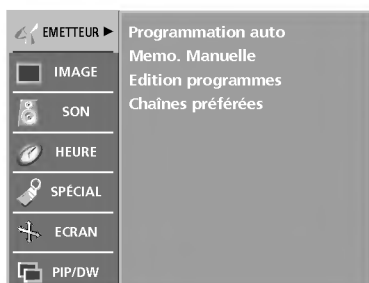 EMETTEUR ►
IMAGE
SON
HEURE
SPÉCIAL
ECRAN
PIP/DW
Programmation auto
Memo. Manuelle
Edition programmes
Chaînes préférées